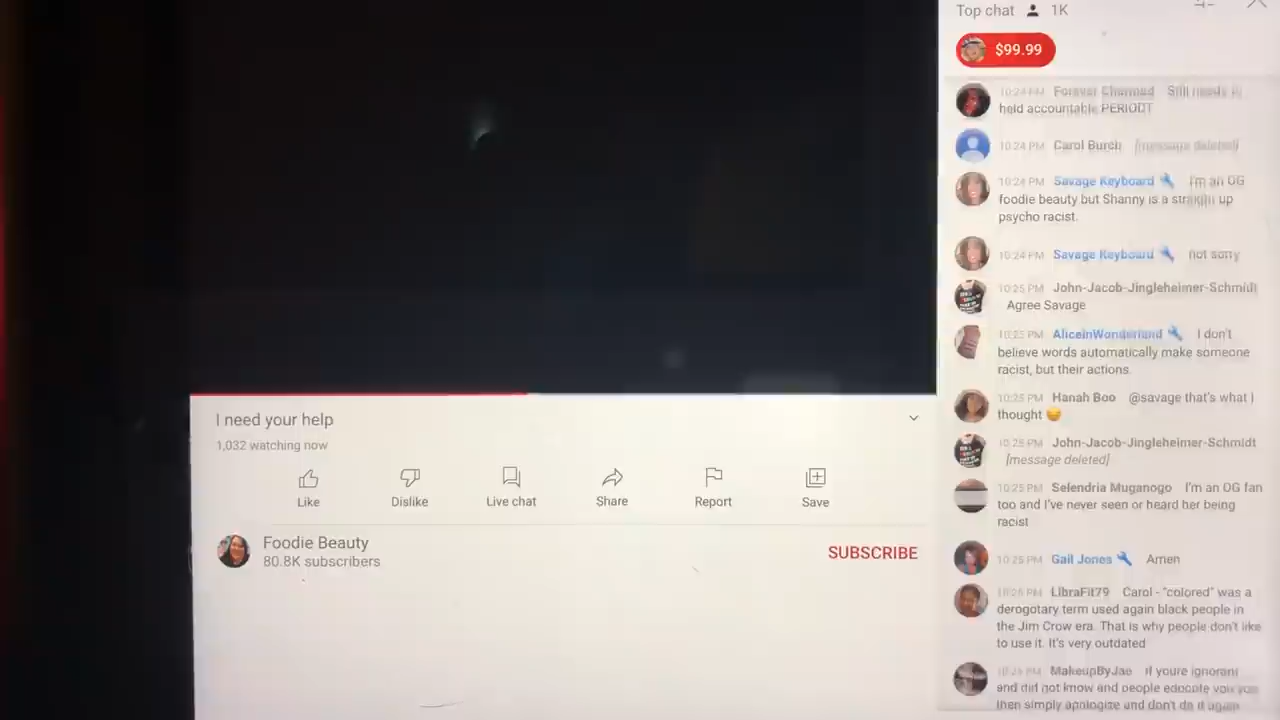 I need your help
1,032 watching now
Like
Dislike
Live chat
Share
Report
Save
Foodie Beauty
80.8K subscribers
SUBSCRIBE
Top chat 1K
$99.99
10:24 PM Forever Charmed Still needs to
held accountable PERIODT
10:24 PM Carol Burch [message deleted]
10:24 PM Savage Keyboard I'm an OG
foodie beauty but Shanny is a straight up
psycho racist.
10:24 PM Savage Keyboard not sorry
10:25 PM John-Jacob-Jingleheimer-Schmidt
Agree Savage
10:25 PM AliceInWonderland I don't
believe words automatically make someone
racist, but their actions.
10:25 PM Hanah Boo @savage that's what I
thought
10:25 PM John-Jacob-Jingleheimer-Schmidt
[message deleted]
10:25 PM Selendria Muganogo I'm an OG fan
too and I've never seen or heard her being
racist
10:25 PM Gail Jones Amen
LibraFit79 Carol - "colored" was a
derogotary term used again black people in
the Jim Crow era. That is why people don't like
to use it. It's very outdated
MakeupByJae If youre ignorant
and did not know and people educate you
then simply apologize and don't do it again